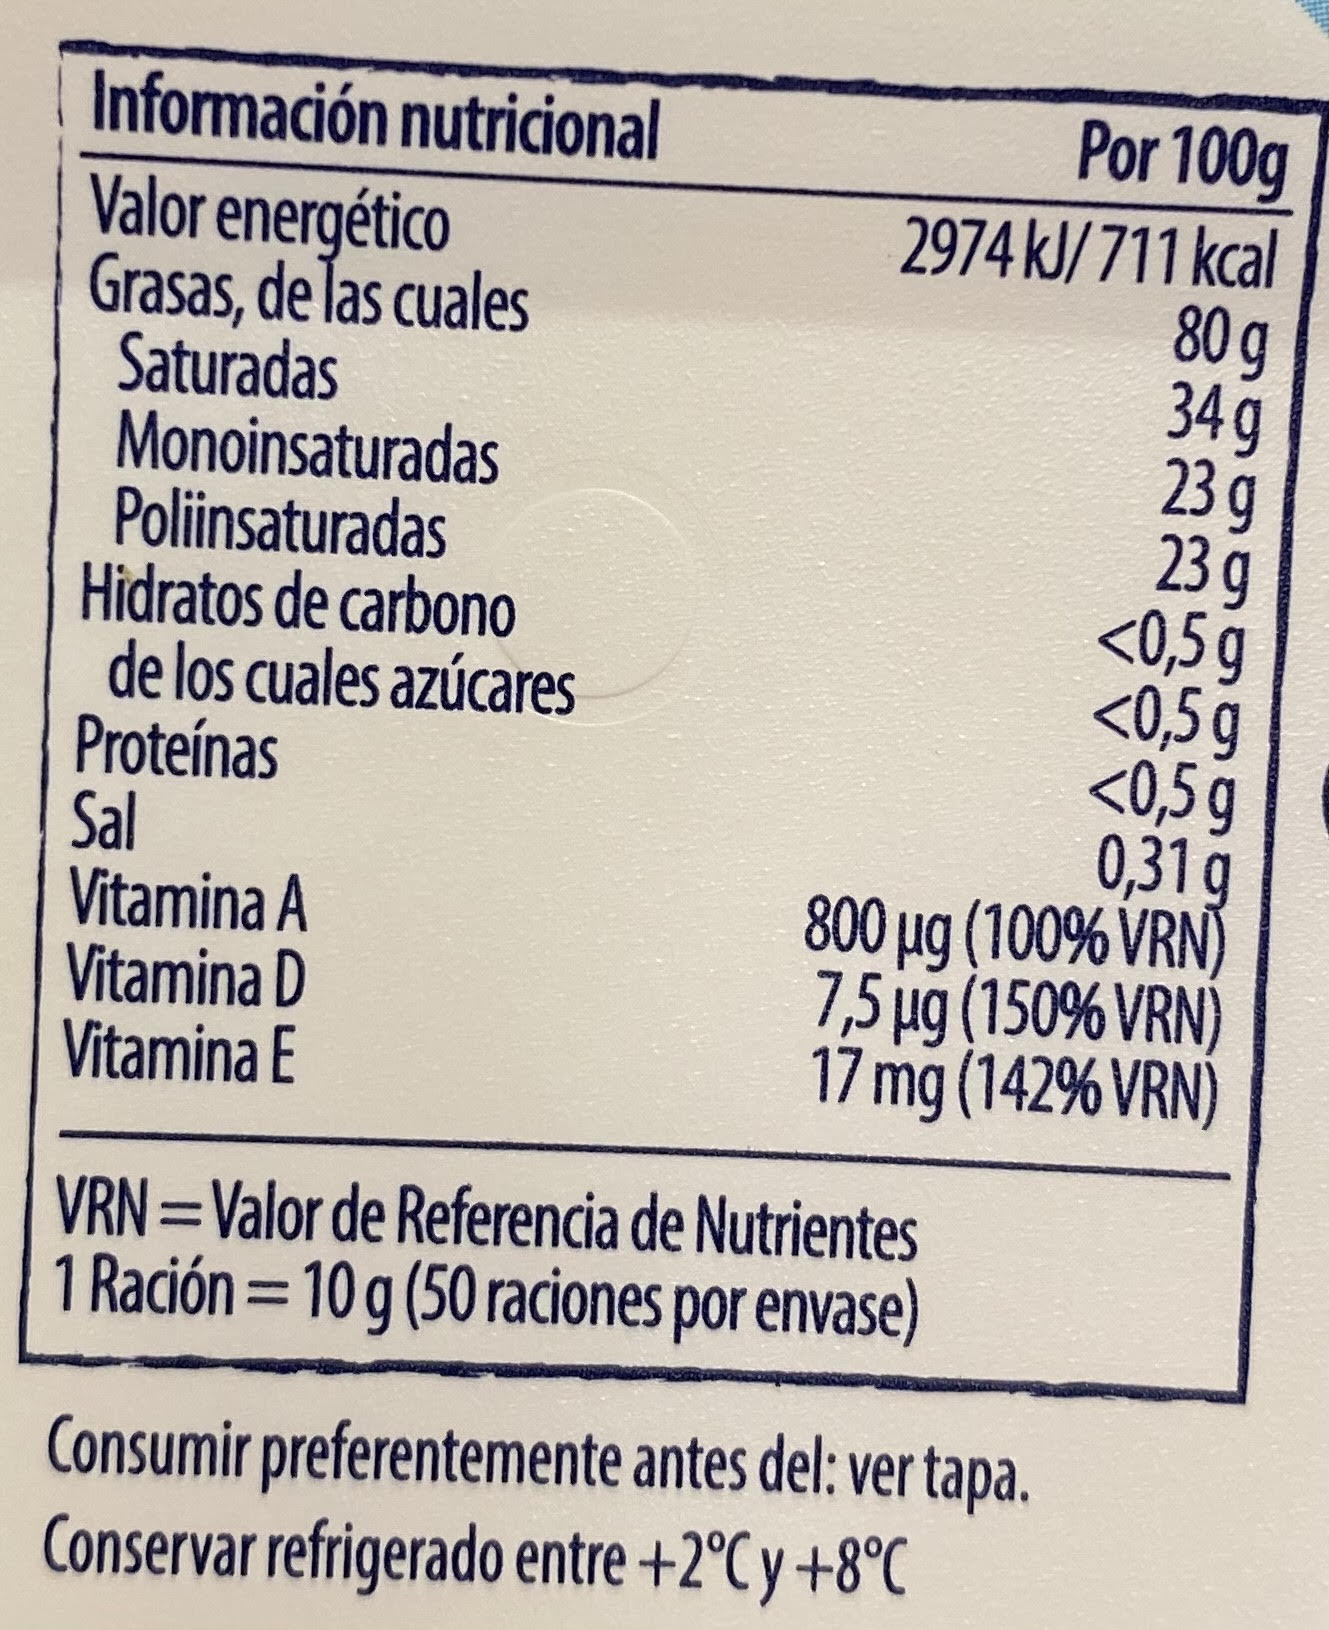 Información nutricional Por 100g
Valor energético 2974 kJ/ 711 kcal
Grasas, de las cuales 80 g
Saturadas 34 g
Monoinsaturadas 23 g
Poliinsaturadas 23 g
Hidratos de carbono <0,5 g
de los cuales azúcares <0,5 g
Proteínas <0,5 g
Sal 0,31 g
Vitamina A 800 µg (100% VRN)
Vitamina D 7,5 µg (150% VRN)
Vitamina E 17 mg (142% VRN)
VRN = Valor de Referencia de Nutrientes
1 Ración = 10 g (50 raciones por envase)
Consumir preferentemente antes del: ver tapa.
Conservar refrigerado entre +2°C y +8°C